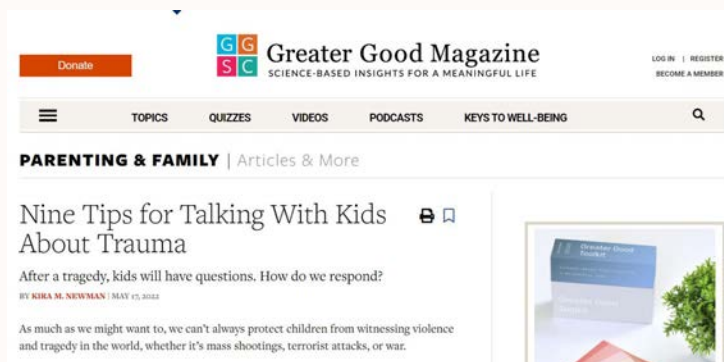 Donate
G G
S C
Greater Good Magazine
SCIENCE-BASED INSIGHTS FOR A MEANINGFUL LIFE
LOG IN | REGISTER
BECOME A MEMBER
TOPICS QUIZZES VIDEOS PODCASTS KEYS TO WELL-BEING
PARENTING & FAMILY | Articles & More
Nine Tips for Talking With Kids
About Trauma
After a tragedy, kids will have questions. How do we respond?
BY KIRA M. NEWMAN | MAY 17, 2022
As much as we might want to, we can't always protect children from witnessing violence
and tragedy in the world, whether it's mass shootings, terrorist attacks, or war.
Greater Good
Toolkit